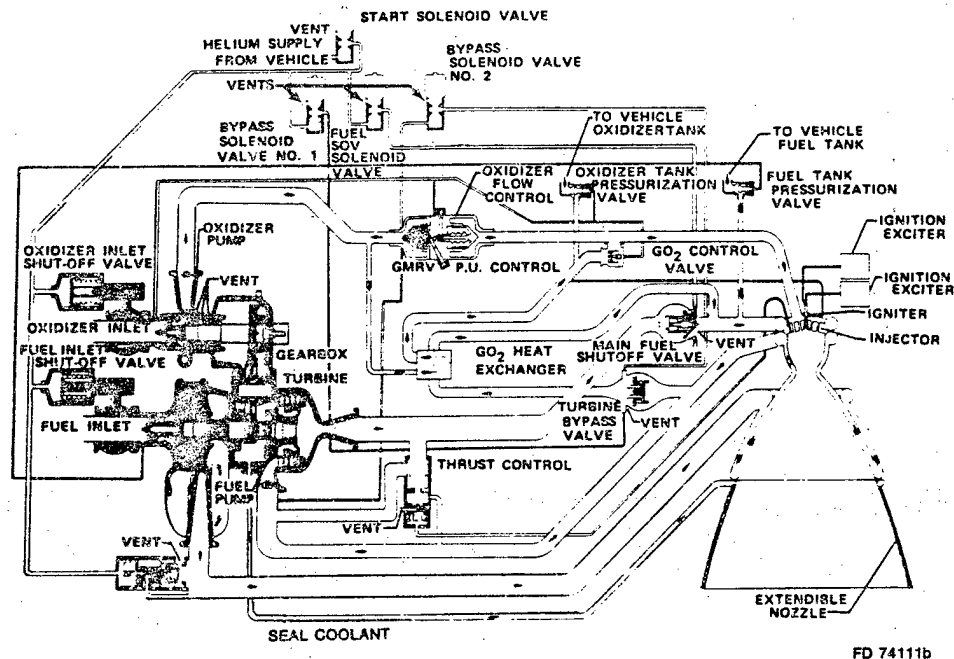 START SOLENOID VALVE
VENT
HELIUM SUPPLY
FROM VEHICLE
BYPASS
SOLENOID VALVE
NO. 2
VENTS
BYPASS
SOLENOID
VALVE NO. 1
FUEL
SOV
SOLENOID
VALVE
TO VEHICLE
OXIDIZER TANK
TO VEHICLE
FUEL TANK
OXIDIZER
FLOW
CONTROL
OXIDIZER TANK
PRESSURIZATION
VALVE
FUEL TANK
PRESSURIZATION
VALVE
OXIDIZER
PUMP
OXIDIZER INLET
SHUT-OFF VALVE
VENT
GMRV
P.U. CONTROL
GO2 CONTROL
VALVE
IGNITION
EXCITER
IGNITION
EXCITER
IGNITER
INJECTOR
OXIDIZER INLET
FUEL INLET
SHUT-OFF VALVE
GEARBOX
TURBINE
GO2 HEAT
EXCHANGER
MAIN FUEL
SHUTOFF VALVE
VENT
FUEL INLET
TURBINE
BYPASS
VALVE
VENT
FUEL
PUMP
THRUST CONTROL
VENT
VENT
EXTENDIBLE
NOZZLE
SEAL COOLANT
FD 74111b